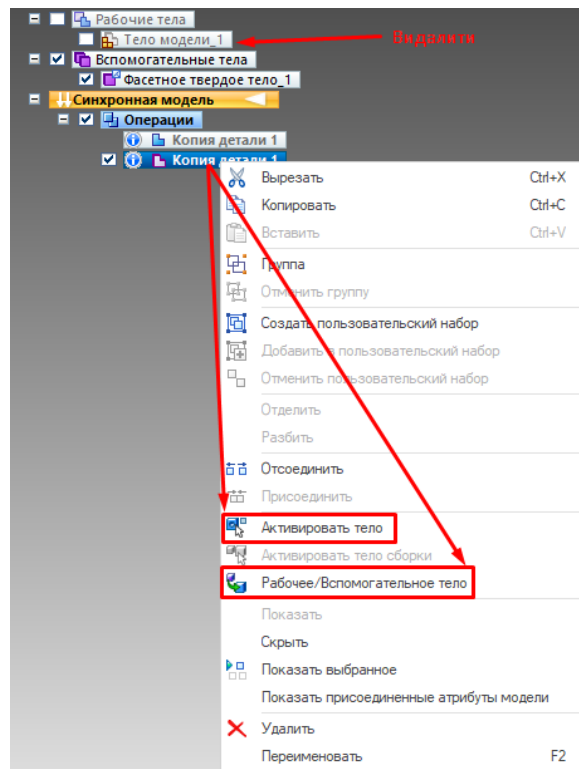 Рабочие тела
Тело модели_1
Видалити
Вспомогательные тела
Фасетное твердое тело_1
Синхронная модель
Операции
Копия детали 1
Копия детали 1
Вырезать Ctrl+X
Копировать Ctrl+C
Вставить Ctrl+V
Группа
Отменить группу
Создать пользовательский набор
Добавить в пользовательский набор
Отменить пользовательский набор
Отделить
Разбить
Отсоединить
Присоединить
Активировать тело
Активировать тело сборки
Рабочее/Вспомогательное тело
Показать
Скрыть
Показать выбранное
Показать присоединенные атрибуты модели
Удалить
Переименовать F2